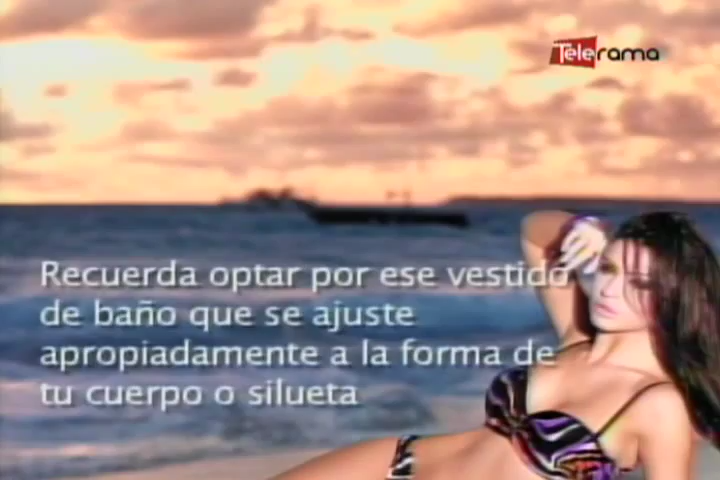 Telerama
Recuerda optar por ese vestido
de baño que se ajuste
apropiadamente a la forma de
tu cuerpo o silueta